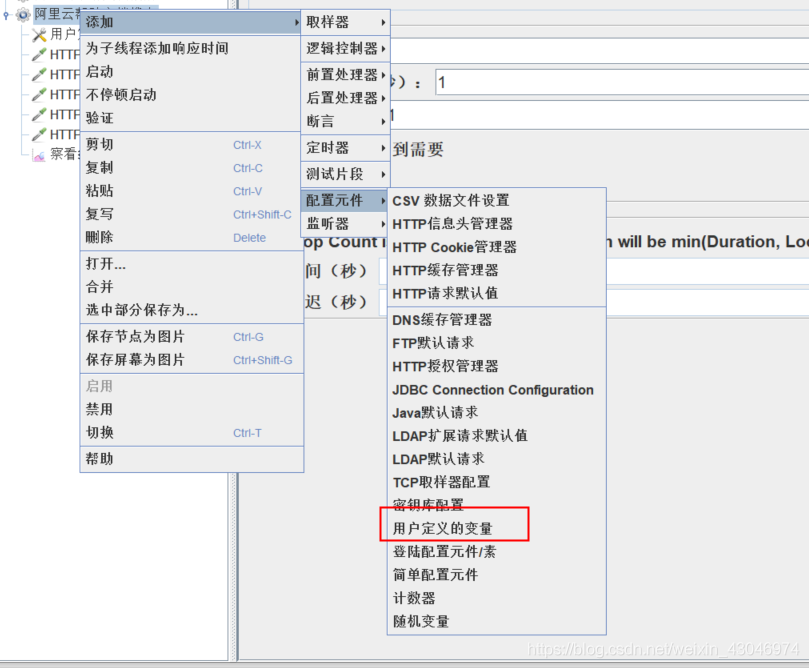 阿里云帮
用户
HTTP
HTTP
HTTP
HTTP
HTTP
察看
添加
为子线程添加响应时间
启动
不停顿启动
验证
剪切 Ctrl-X
复制 Ctrl-C
粘贴 Ctrl-V
复写 Ctrl+Shift-C
删除 Delete
打开...
合并
选中部分保存为...
保存节点为图片 Ctrl-G
保存屏幕为图片 Ctrl+Shift-G
启用
禁用
切换 Ctrl-T
帮助
取样器
逻辑控制器
前置处理器
后置处理器
断言
定时器
测试片段
配置元件
监听器
）： 1
1
到需要
op Count i
n will be min(Duration, Loo
间（秒）
迟（秒）
CSV 数据文件设置
HTTP信息头管理器
HTTP Cookie管理器
HTTP缓存管理器
HTTP请求默认值
DNS缓存管理器
FTP默认请求
HTTP授权管理器
JDBC Connection Configuration
Java默认请求
LDAP扩展请求默认值
LDAP默认请求
TCP取样器配置
密钥库配置
用户定义的变量
登陆配置元件/素
简单配置元件
计数器
随机变量
https://blog.csdn.net/weixin_43046974